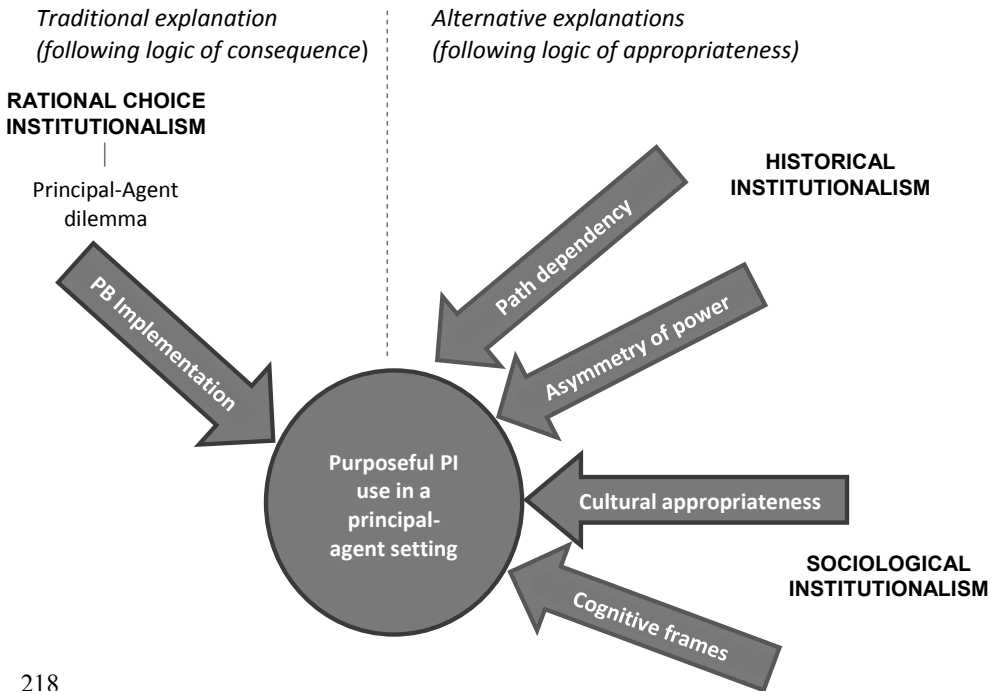 Traditional explanation
(following logic of consequence)
Alternative explanations
(following logic of appropriateness)
RATIONAL CHOICE
INSTITUTIONALISM
Principal-Agent
dilemma
PB Implementation
HISTORICAL
INSTITUTIONALISM
Path dependency
Asymmetry of power
Purposeful PI
use in a
principal-
agent setting
Cultural appropriateness
SOCIOLOGICAL
INSTITUTIONALISM
Cognitive frames
218